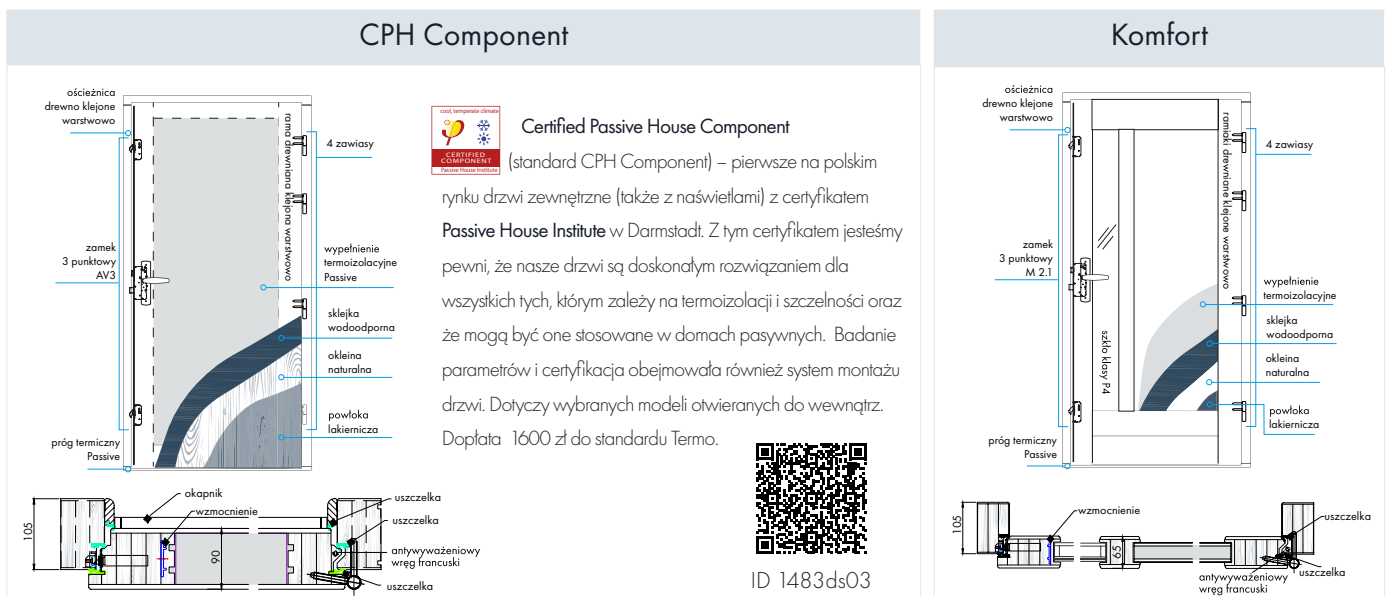 CPH Component
ościeżnica
drewno klejone
warstwowo
rama drewniana klejona warstwowo
4 zawiasy
zamek
3 punktowy
AV3
wypełnienie
termoizolacyjne
Passive
sklejka
wodoodporna
okleina
naturalna
powłoka
lakiernicza
próg termiczny
Passive
cool, temperate climate
CERTIFIED
COMPONENT
Passive House Institute
Certified Passive House Component
(standard CPH Component) – pierwsze na polskim
rynku drzwi zewnętrzne (także z naświetlami) z certyfikatem
Passive House Institute w Darmstadt. Z tym certyfikatem jesteśmy
pewni, że nasze drzwi są doskonałym rozwiązaniem dla
wszystkich tych, którym zależy na termoizolacji i szczelności oraz
że mogą być one stosowane w domach pasywnych. Badanie
parametrów i certyfikacja obejmowała również system montażu
drzwi. Dotyczy wybranych modeli otwieranych do wewnątrz.
Dopłata 1600 zł do standardu Termo.
ID 1483ds03
okapnik
wzmocnienie
uszczelka
uszczelka
antywyważeniowy
wręg francuski
uszczelka
105
90
Komfort
ościeżnica
drewno klejone
warstwowo
ramiaki drewniane klejone warstwowo
4 zawiasy
zamek
3 punktowy
M 2.1
szkło klasy P4
wypełnienie
termoizolacyjne
sklejka
wodoodporna
okleina
naturalna
powłoka
lakiernicza
próg termiczny
Passive
wzmocnienie
uszczelka
105
65
antywyważeniowy
wręg francuski
uszczelka